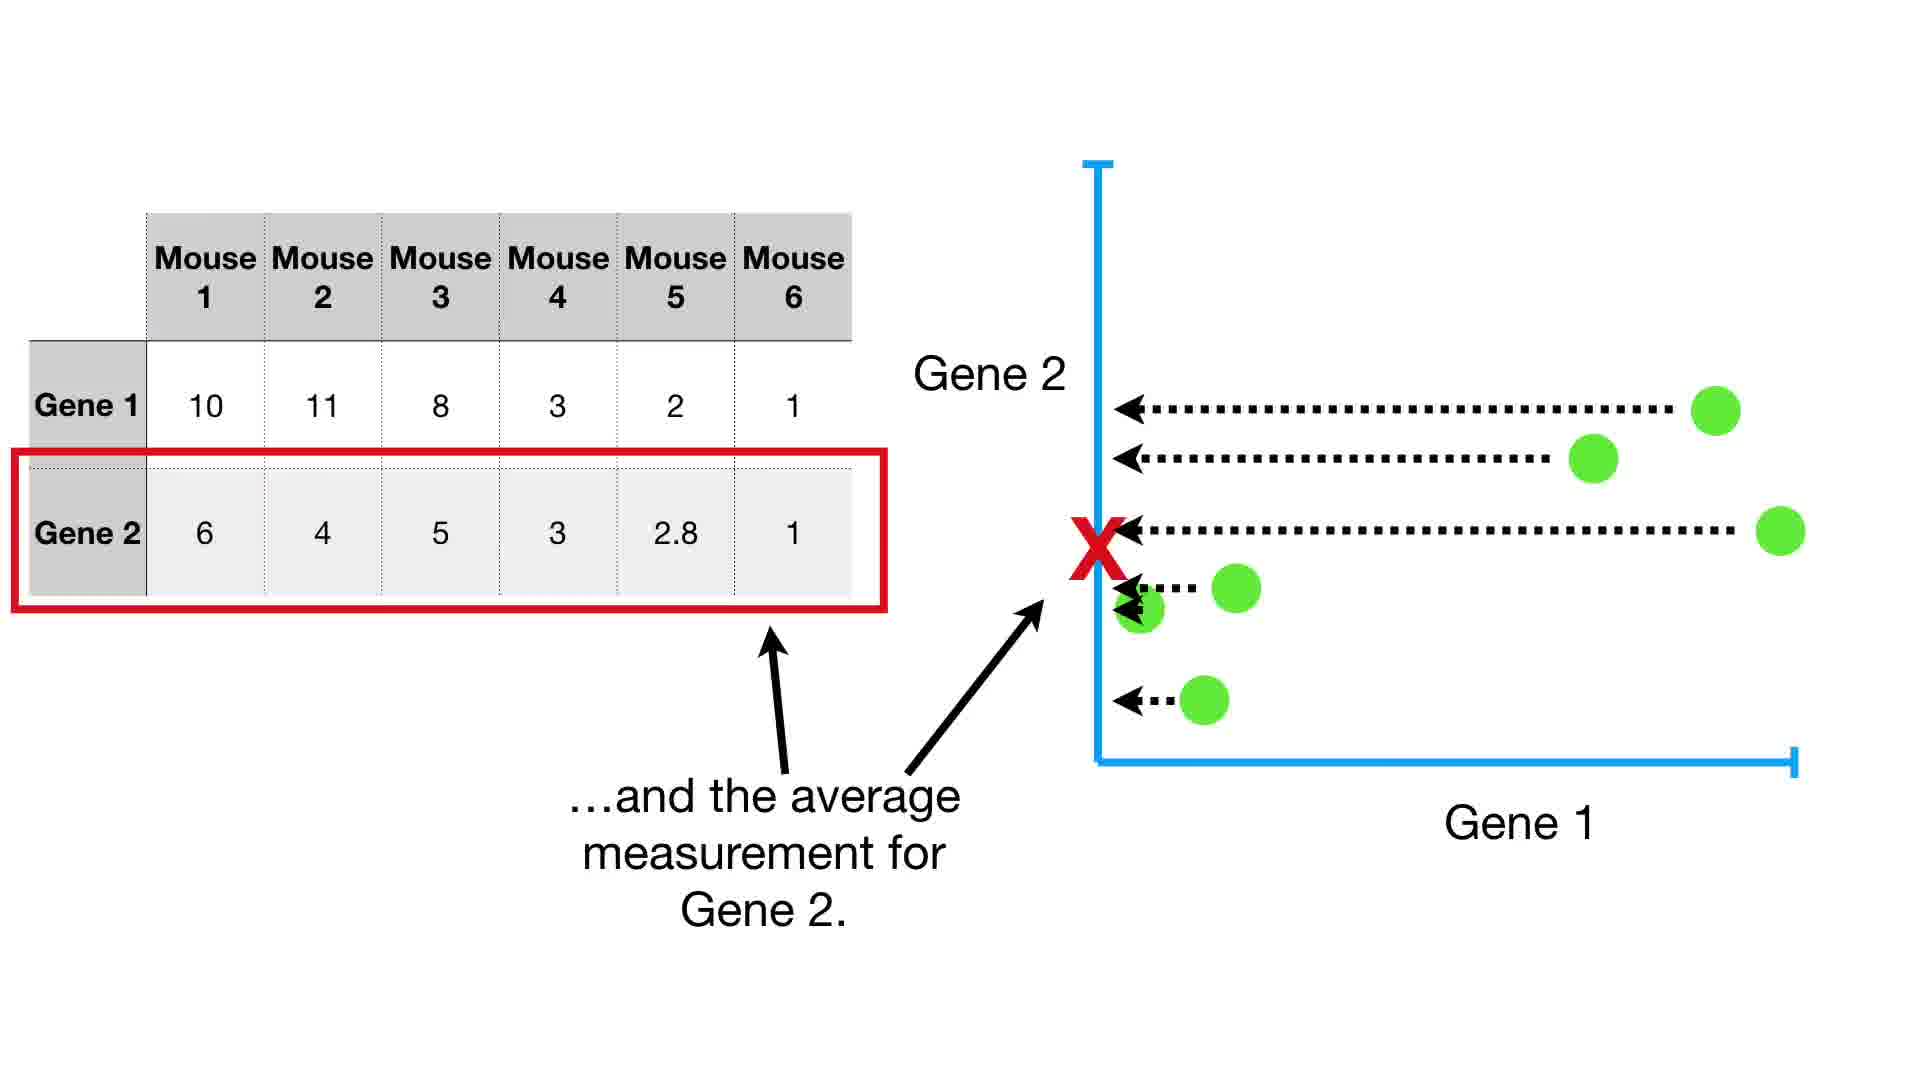 Mouse 1 Mouse 2 Mouse 3 Mouse 4 Mouse 5 Mouse 6
Gene 1 10 11 8 3 2 1
Gene 2 6 4 5 3 2.8 1
Gene 2
X
Gene 1
...and the average
measurement for
Gene 2.